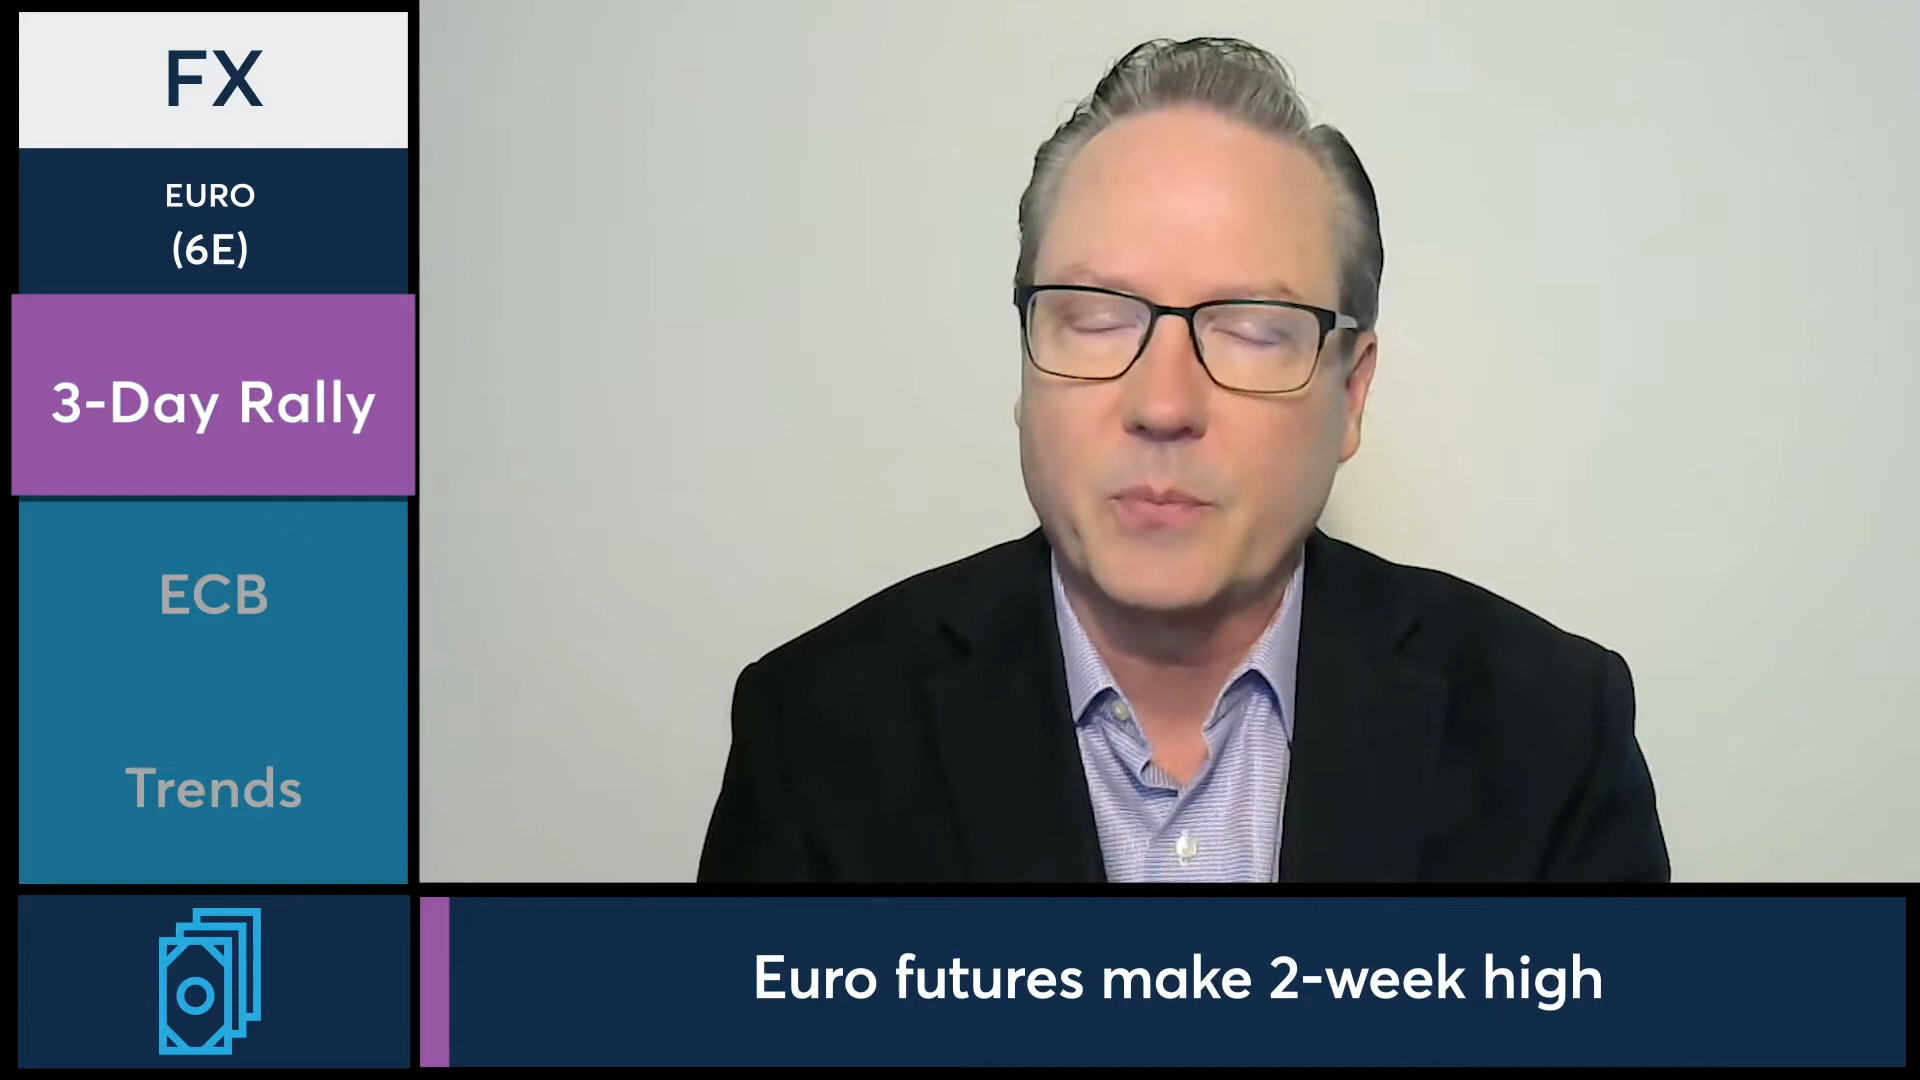 FX
EURO
(6E)
3-Day Rally
ECB
Trends
Euro futures make 2-week high